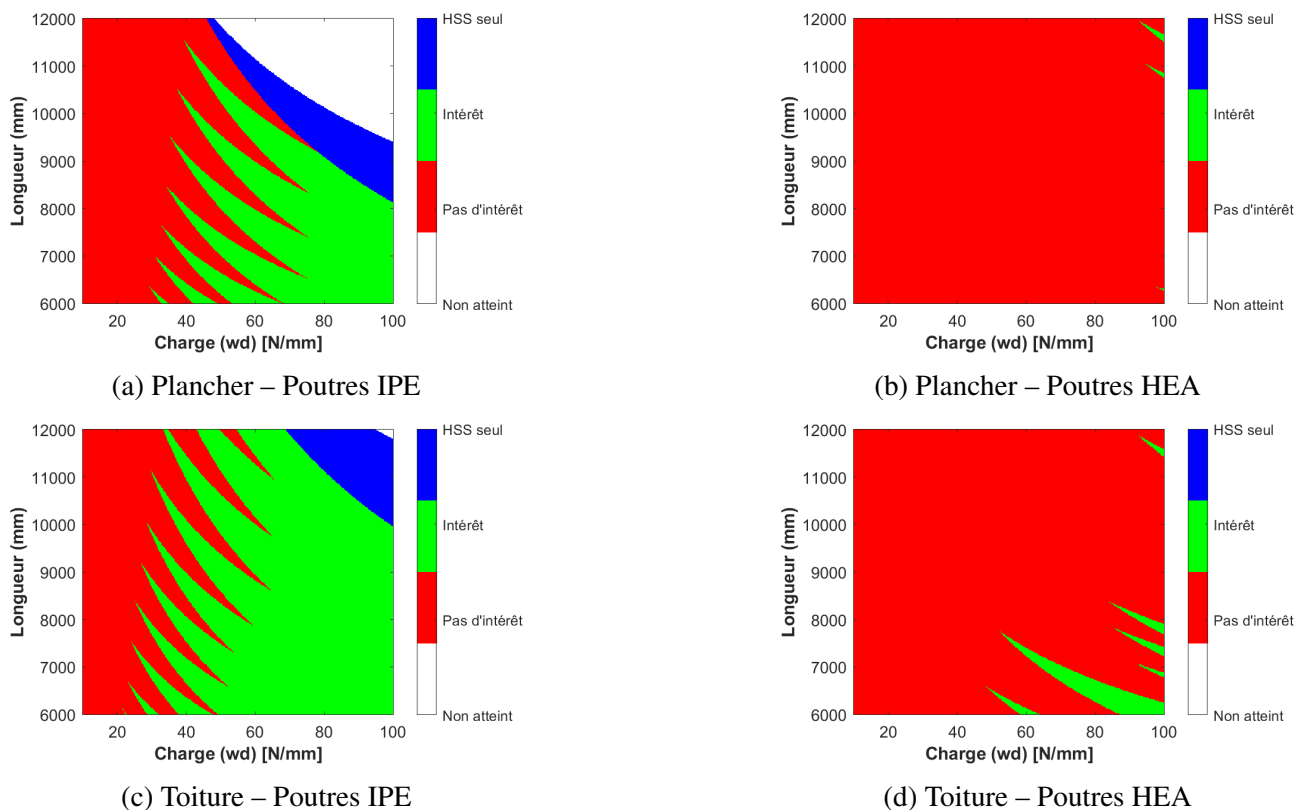 12000
11000
10000
9000
8000
7000
6000
Longueur (mm)
20 40 60 80 100
Charge (wd) [N/mm]
HSS seul
Intérêt
Pas d'intérêt
Non atteint
(a) Plancher – Poutres IPE
12000
11000
10000
9000
8000
7000
6000
Longueur (mm)
20 40 60 80 100
Charge (wd) [N/mm]
HSS seul
Intérêt
Pas d'intérêt
Non atteint
(b) Plancher – Poutres HEA
12000
11000
10000
9000
8000
7000
6000
Longueur (mm)
20 40 60 80 100
Charge (wd) [N/mm]
HSS seul
Intérêt
Pas d'intérêt
Non atteint
(c) Toiture – Poutres IPE
12000
11000
10000
9000
8000
7000
6000
Longueur (mm)
20 40 60 80 100
Charge (wd) [N/mm]
HSS seul
Intérêt
Pas d'intérêt
Non atteint
(d) Toiture – Poutres HEA